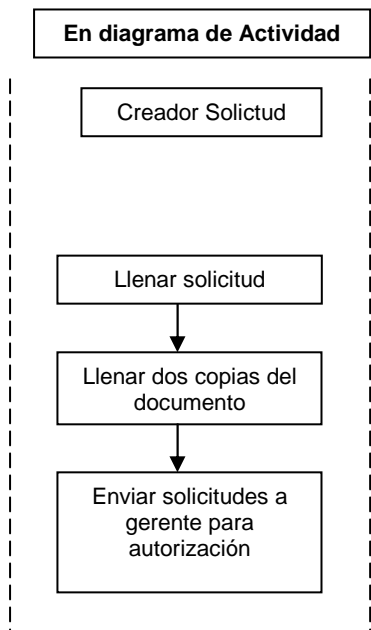 En diagrama de Actividad
Creador Solictud
Llenar solicitud
Llenar dos copias del
documento
Enviar solicitudes a
gerente para
autorización